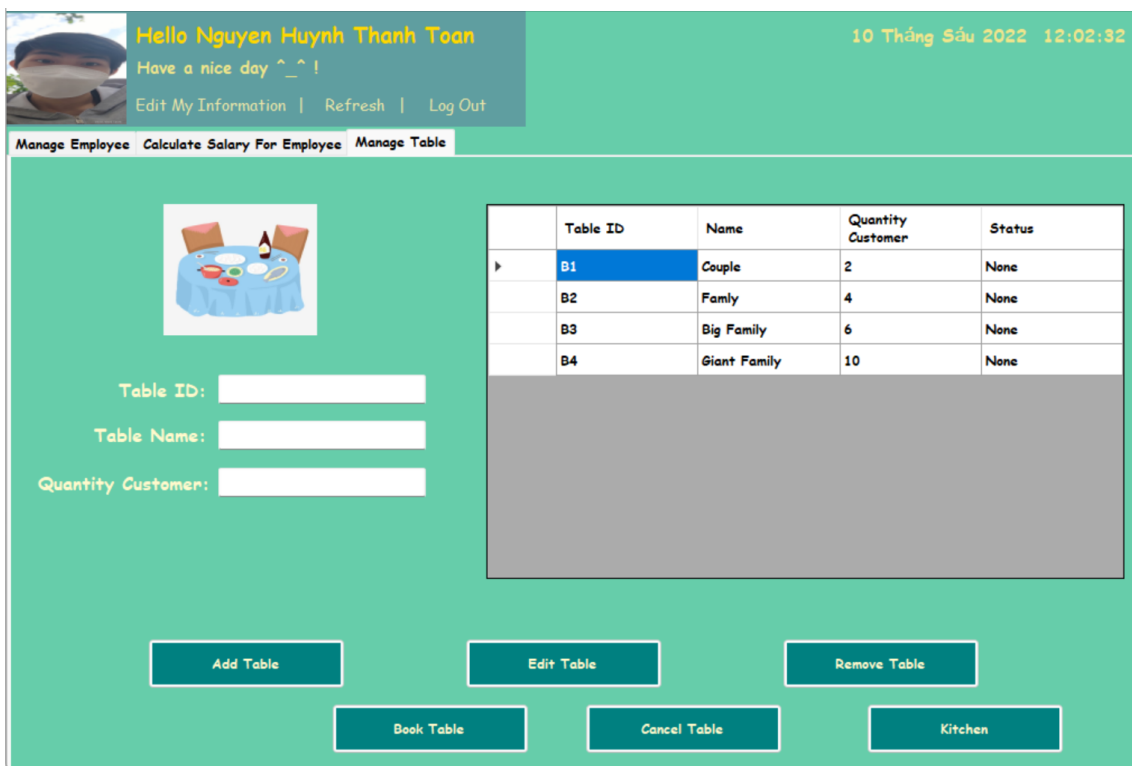 Hello Nguyen Huynh Thanh Toan
10 Tháng Sáu 2022 12:02:32
Have a nice day ^_^ !
Edit My Information | Refresh | Log Out
Manage Employee Calculate Salary For Employee Manage Table
Table ID Name Quantity Customer Status
B1 Couple 2 None
B2 Famly 4 None
B3 Big Family 6 None
B4 Giant Family 10 None
Table ID:
Table Name:
Quantity Customer:
Add Table Edit Table Remove Table
Book Table Cancel Table Kitchen